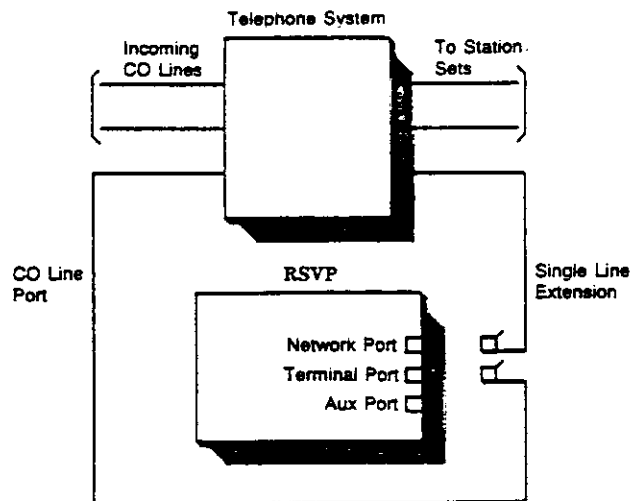 Telephone System
Incoming
CO Lines
To Station
Sets
CO Line
Port
RSVP
Single Line
Extension
Network Port
Terminal Port
Aux Port